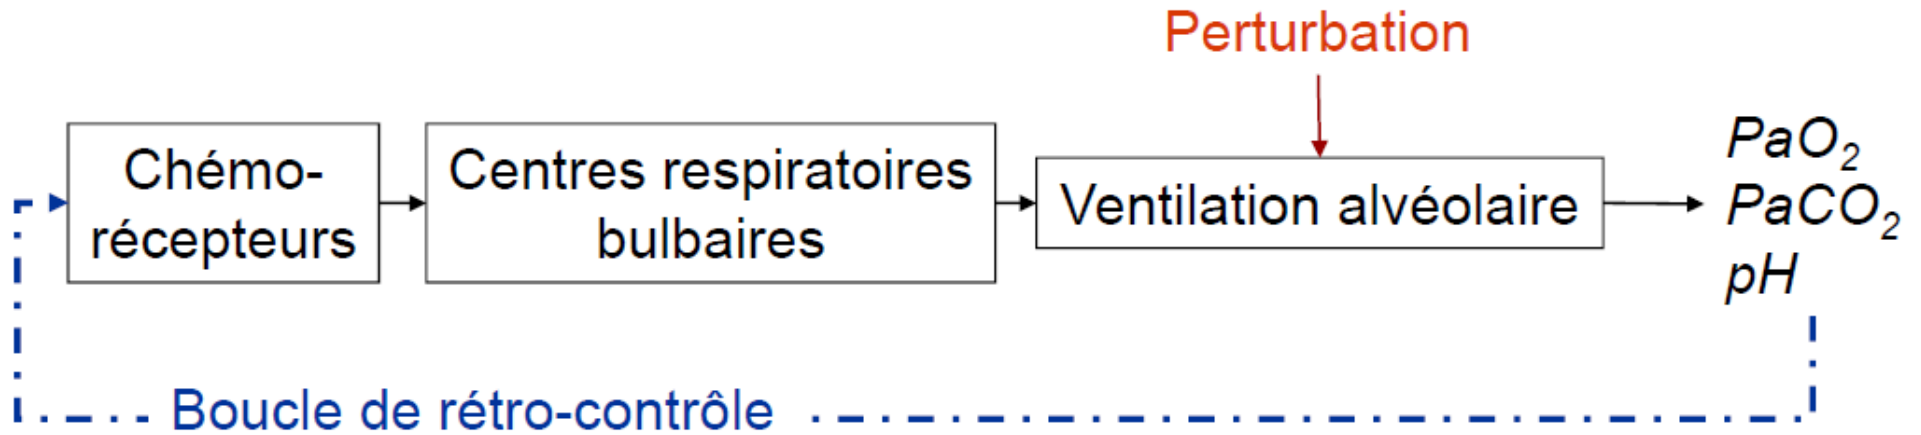 Perturbation
Chémo-
récepteurs
Centres respiratoires
bulbaires
Ventilation alvéolaire
PaO₂
PaCO₂
pH
Boucle de rétro-contrôle